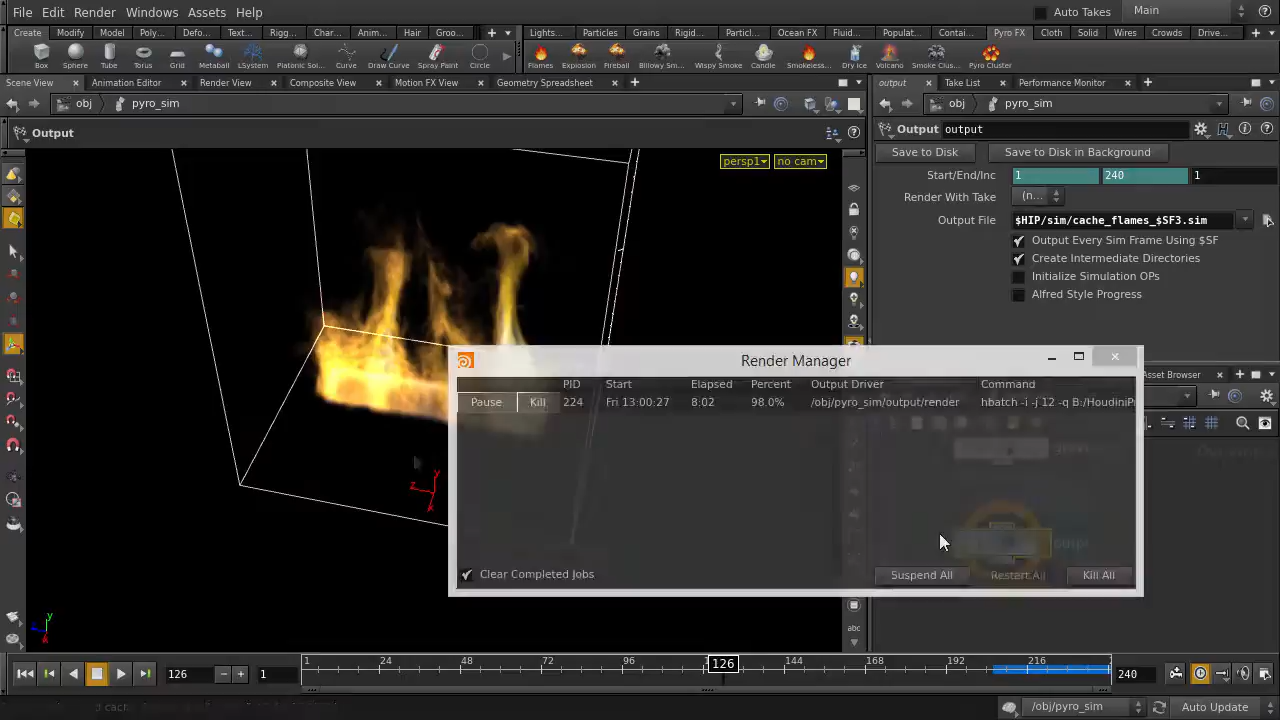 File Edit Render Windows Assets Help
Auto Takes Main
Create Modify Model Poly... Defo... Text... Rigg... Char... Anim... Hair Groo...
Lights... Particles Grains Rigid... Particl... Ocean FX Fluid... Populat... Contai... Pyro FX Cloth Solid Wires Crowds Drive...
Box Sphere Tube Torus Grid Metaball LSystem Platonic Sol... Curve Draw Curve Spray Paint Circle
Flames Explosion Fireball Billowy Sm... Wispy Smoke Candle Smokeless... Dry Ice Volcano Smoke Clus... Pyro Cluster
Scene View Animation Editor Render View Composite View Motion FX View Geometry Spreadsheet
output Take List Performance Monitor
obj pyro_sim
obj pyro_sim
Output
Output output
persp1 no cam
Save to Disk Save to Disk in Background
Start/End/Inc 1 240 1
Render With Take (n...
Output File $HIP/sim/cache_flames_$SF3.sim
Output Every Sim Frame Using $SF
Create Intermediate Directories
Initialize Simulation OPs
Alfred Style Progress
Render Manager
PID Start Elapsed Percent Output Driver Command
Pause Kill 224 Fri 13:00:27 8:02 98.0% /obj/pyro_sim/output/render hbatch -i -j 12 -q B:/HoudiniPr
Asset Browser
Clear Completed Jobs
Suspend All Restart All Kill All
z y x
y
abc
126 1
1 24 48 72 96 126 144 168 192 216
240
/obj/pyro_sim Auto Update